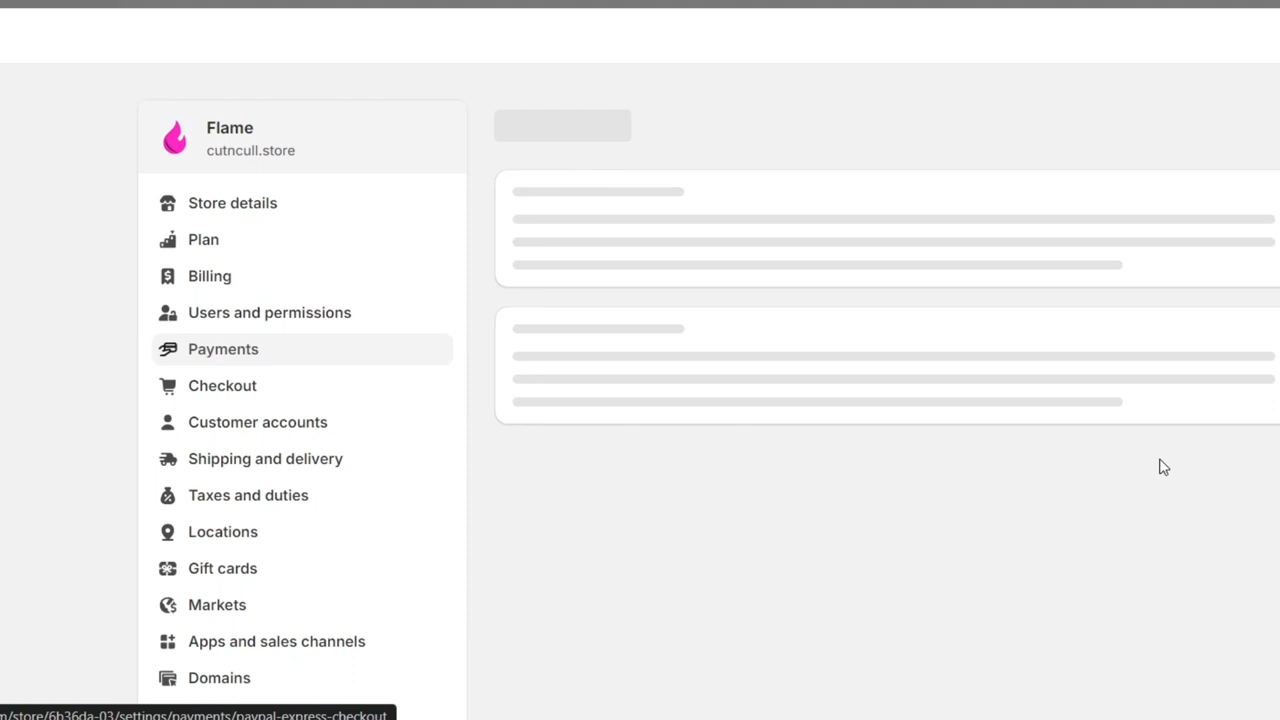 Flame
cutncull.store
Store details
Plan
Billing
Users and permissions
Payments
Checkout
Customer accounts
Shipping and delivery
Taxes and duties
Locations
Gift cards
Markets
Apps and sales channels
Domains
m/store/6b36da-03/settings/payments/paypal-express-checkout